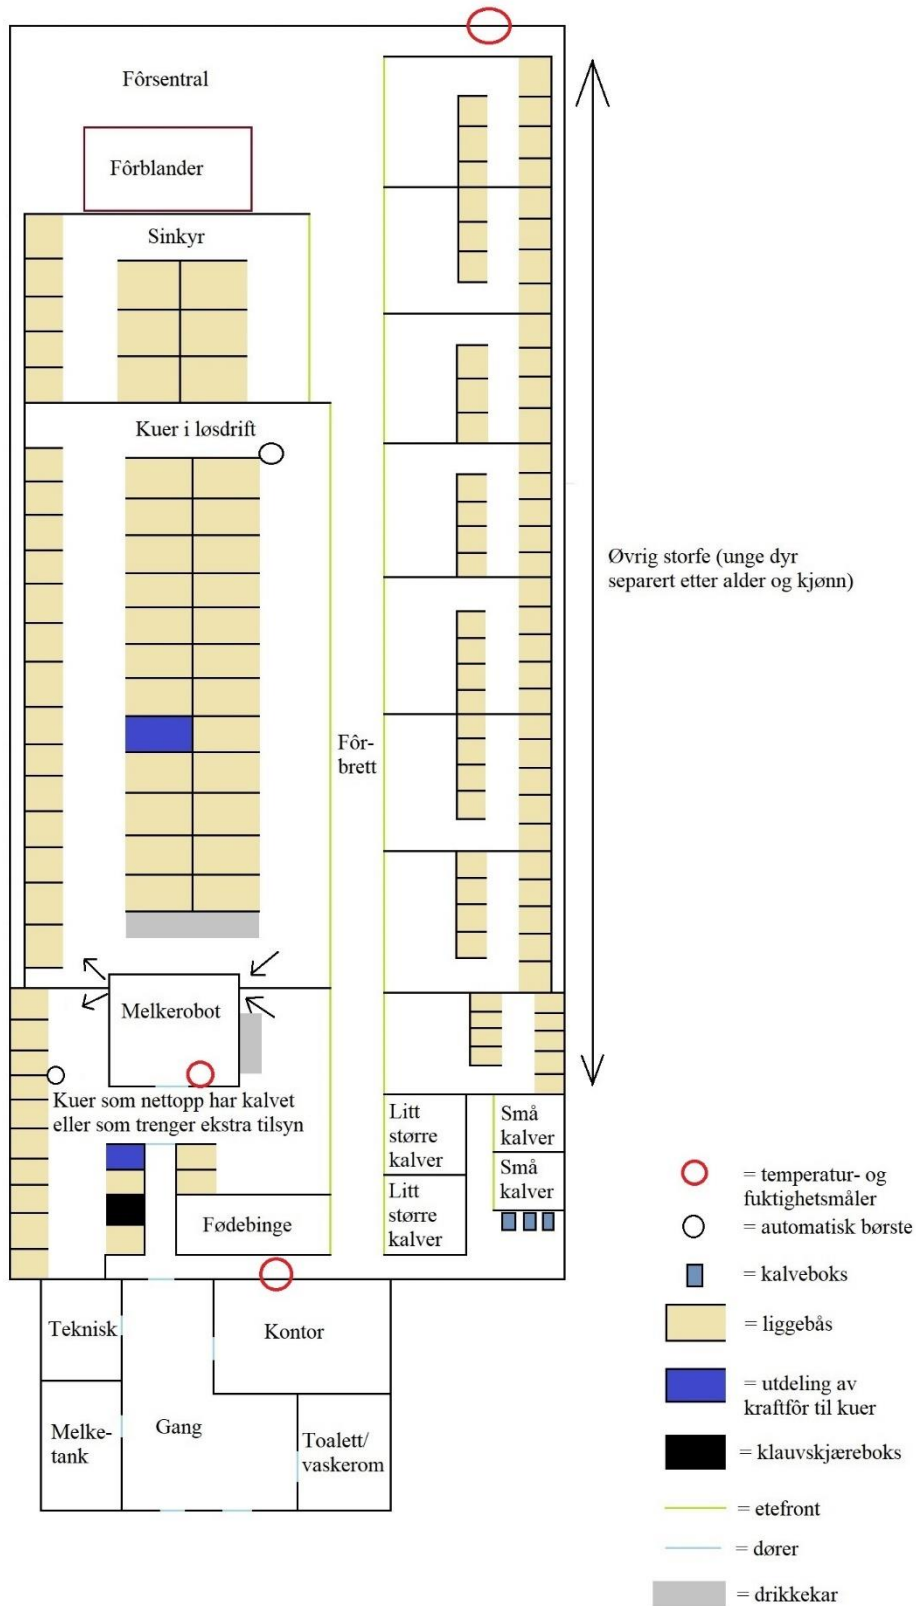 Fôrsentral
Fôrblander
Sinkyr
Kuer i løsdrift
Øvrig storfe (unge dyr
separert etter alder og kjønn)
Fôr-
brett
Melkerobot
Kuer som nettopp har kalvet
eller som trenger ekstra tilsyn
Litt
større
kalver
Små
kalver
Litt
større
kalver
Små
kalver
Fødebinge
Teknisk
Kontor
Melke-
tank
Gang
Toalett/
vaskerom
= temperatur- og
fuktighetsmåler
= automatisk børste
= kalveboks
= liggebås
= utdeling av
kraftfôr til kuer
= klauvskjæreboks
= etefront
= dører
= drikkekar